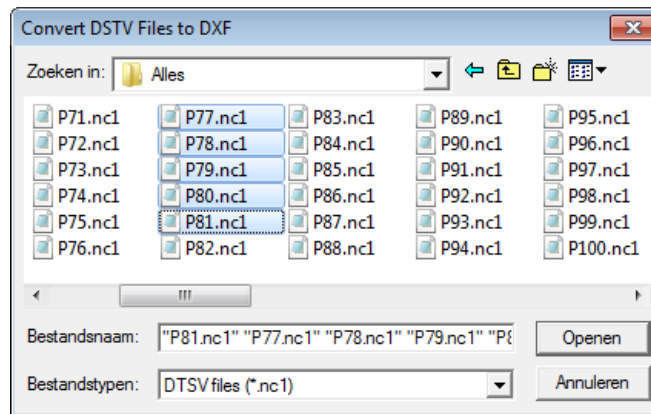 Convert DSTV Files to DXF
Zoeken in: Alles
P71.nc1 P77.nc1 P83.nc1 P89.nc1 P95.nc1
P72.nc1 P78.nc1 P84.nc1 P90.nc1 P96.nc1
P73.nc1 P79.nc1 P85.nc1 P91.nc1 P97.nc1
P74.nc1 P80.nc1 P86.nc1 P92.nc1 P98.nc1
P75.nc1 P81.nc1 P87.nc1 P93.nc1 P99.nc1
P76.nc1 P82.nc1 P88.nc1 P94.nc1 P100.nc1
Bestandsnaam: "P81.nc1" "P77.nc1" "P78.nc1" "P79.nc1" "P8 Openen
Bestandstypen: DTSV files (*.nc1) Annuleren